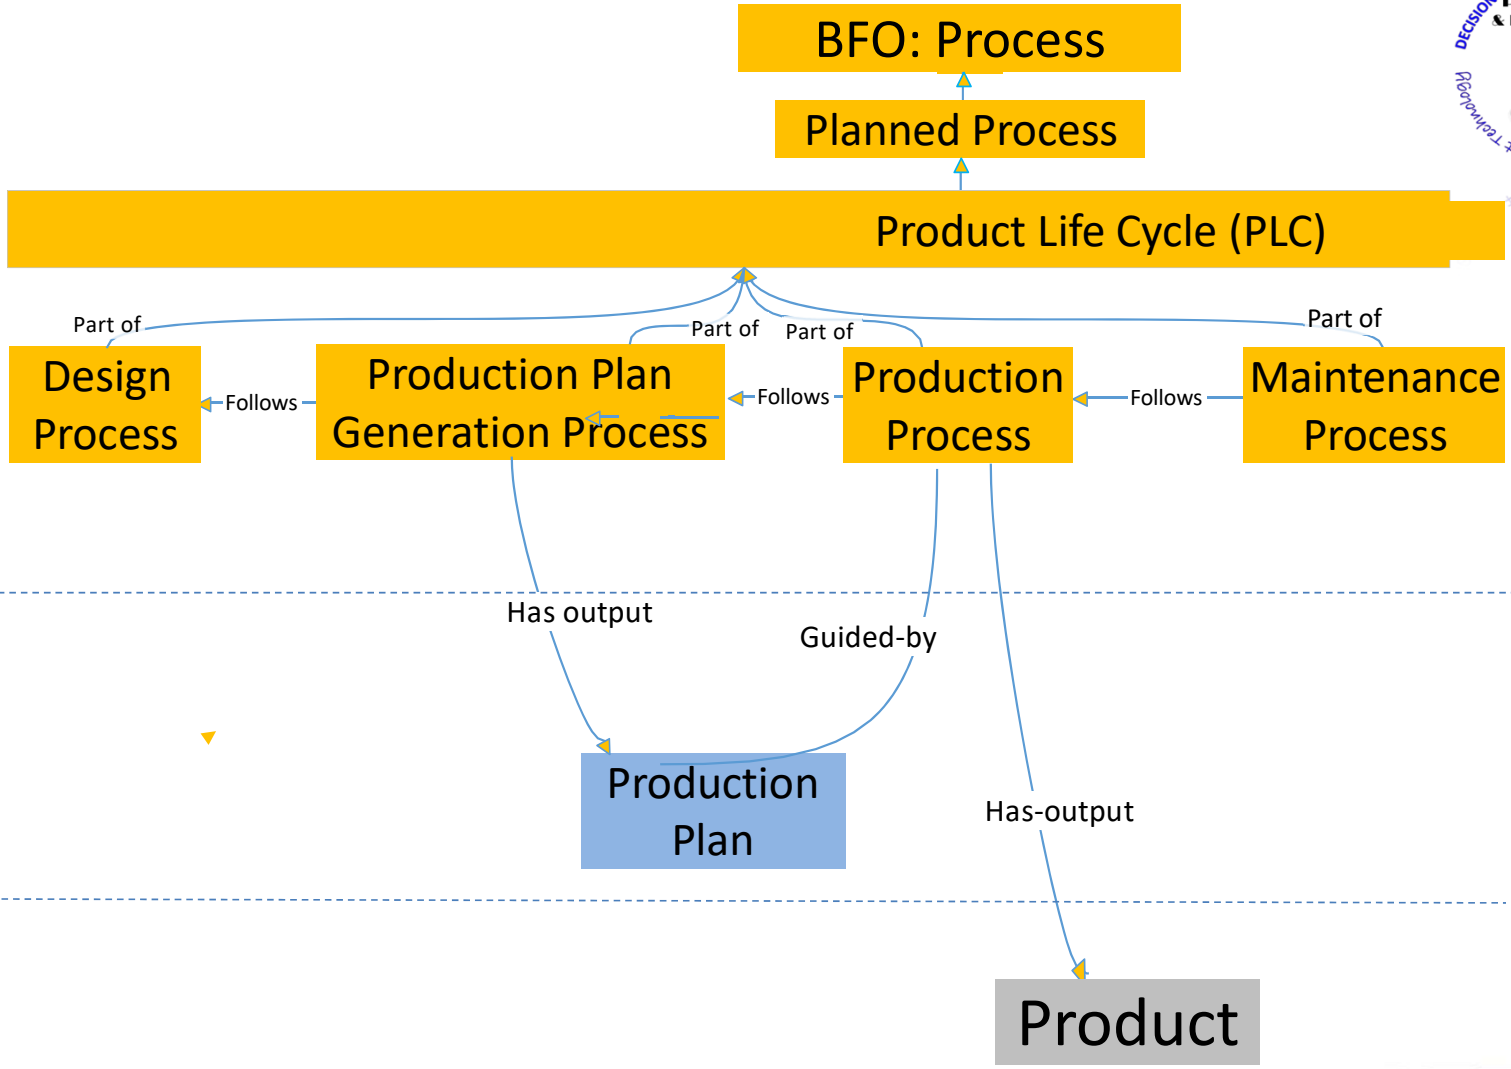 BFO: Process
DECISION
&
Planned Process
& Technology
Product Life Cycle (PLC)
Part of
Part of
Part of
Part of
Design
Process
Follows
Production Plan
Generation Process
Follows
Production
Process
Follows
Maintenance
Process
Has output
Guided-by
Production
Plan
Has-output
Product